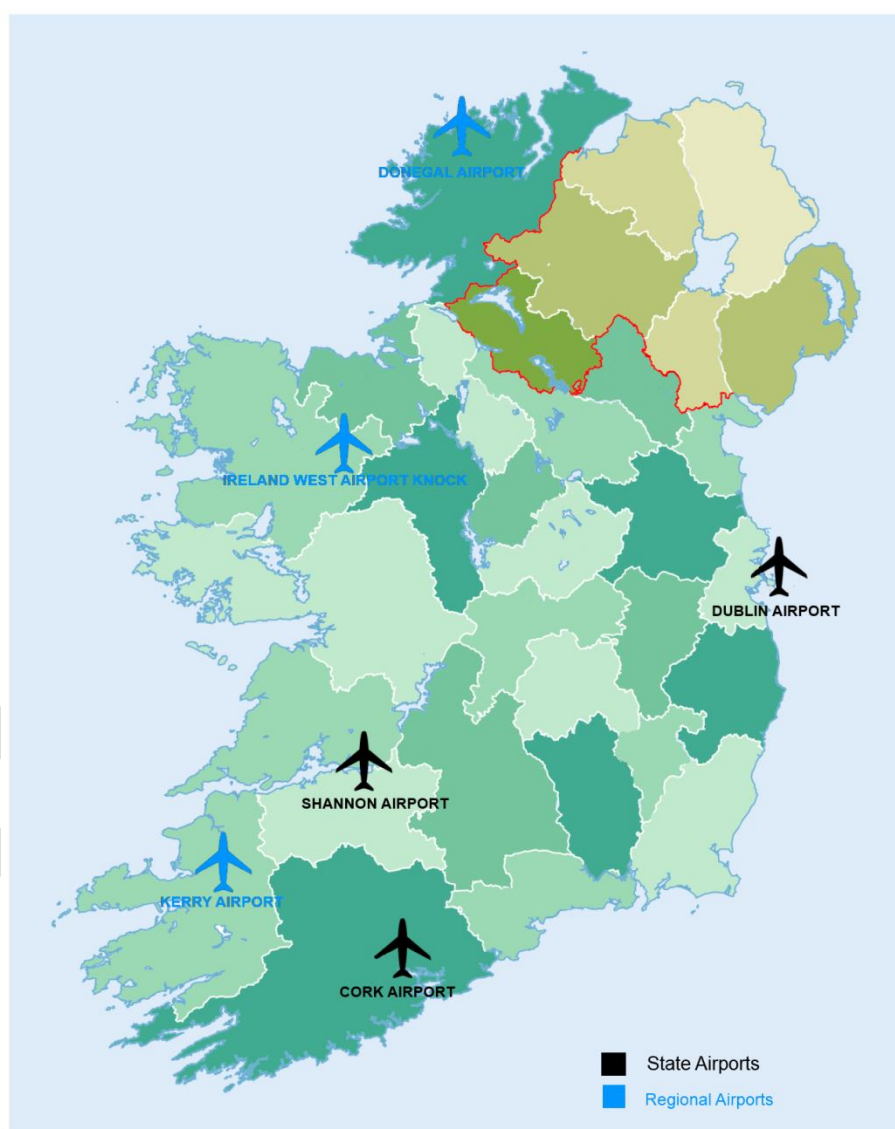 DONEGAL AIRPORT
IRELAND WEST AIRPORT KNOCK
DUBLIN AIRPORT
SHANNON AIRPORT
KERRY AIRPORT
CORK AIRPORT
State Airports
Regional Airports